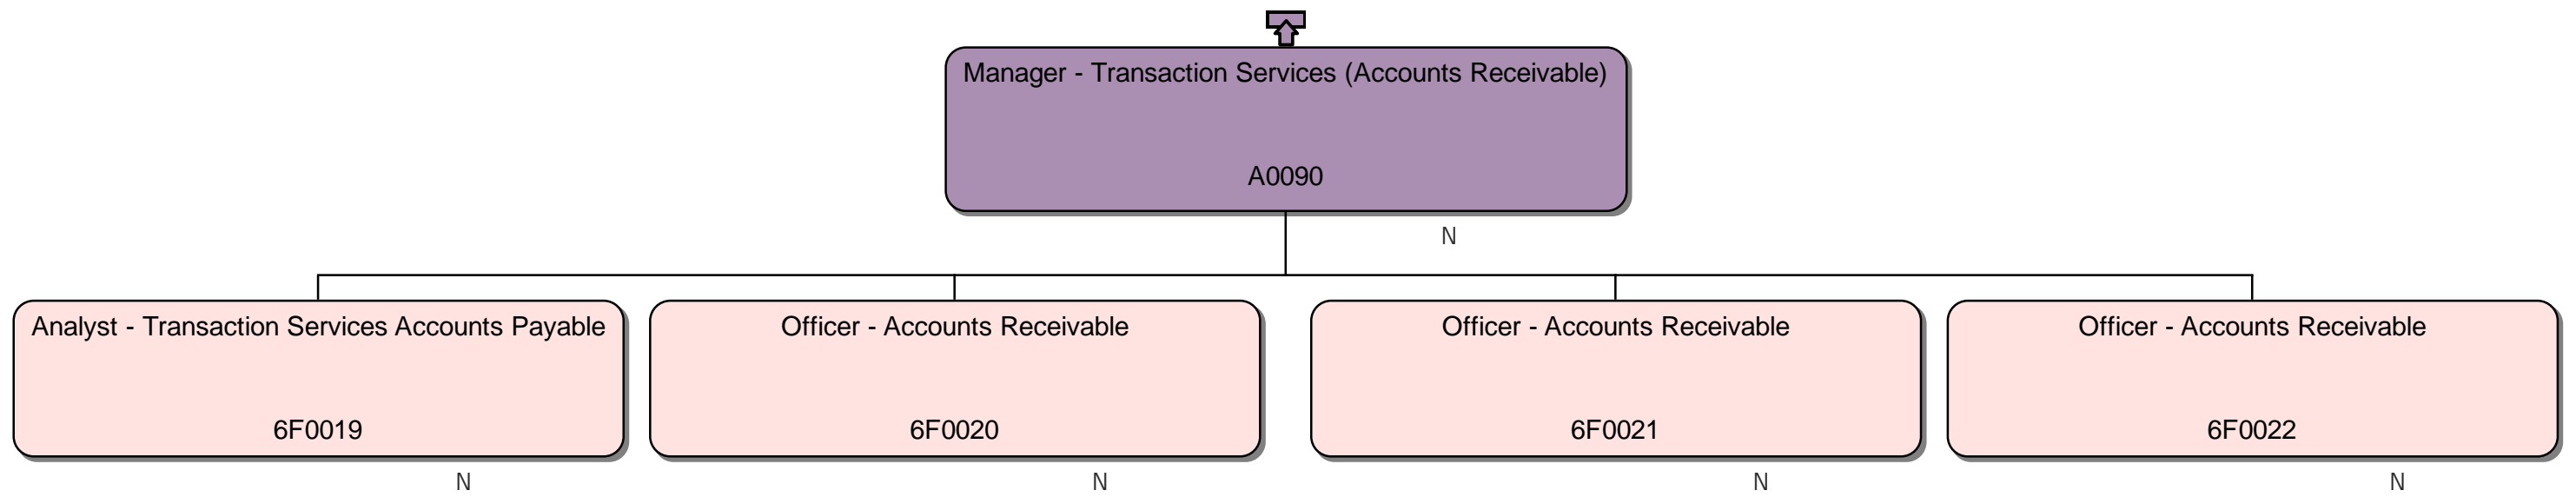 Manager - Transaction Services (Accounts Receivable)
A0090
N
Analyst - Transaction Services Accounts Payable
6F0019
N
Officer - Accounts Receivable
6F0020
N
Officer - Accounts Receivable
6F0021
N
Officer - Accounts Receivable
6F0022
N